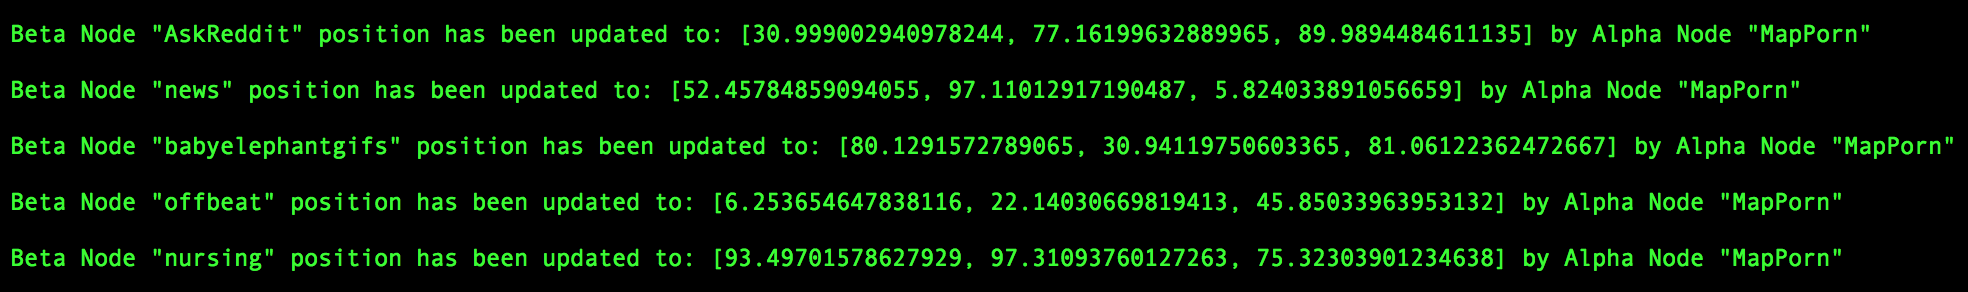 Beta Node "AskReddit" position has been updated to: [30.999002940978244, 77.16199632889965, 89.9894484611135] by Alpha Node "MapPorn"
Beta Node "news" position has been updated to: [52.45784859094055, 97.11012917190487, 5.824033891056659] by Alpha Node "MapPorn"
Beta Node "babyelephantgifs" position has been updated to: [80.1291572789065, 30.94119750603365, 81.06122362472667] by Alpha Node "MapPorn"
Beta Node "offbeat" position has been updated to: [6.253654647838116, 22.14030669819413, 45.85033963953132] by Alpha Node "MapPorn"
Beta Node "nursing" position has been updated to: [93.49701578627929, 97.31093760127263, 75.32303901234638] by Alpha Node "MapPorn"